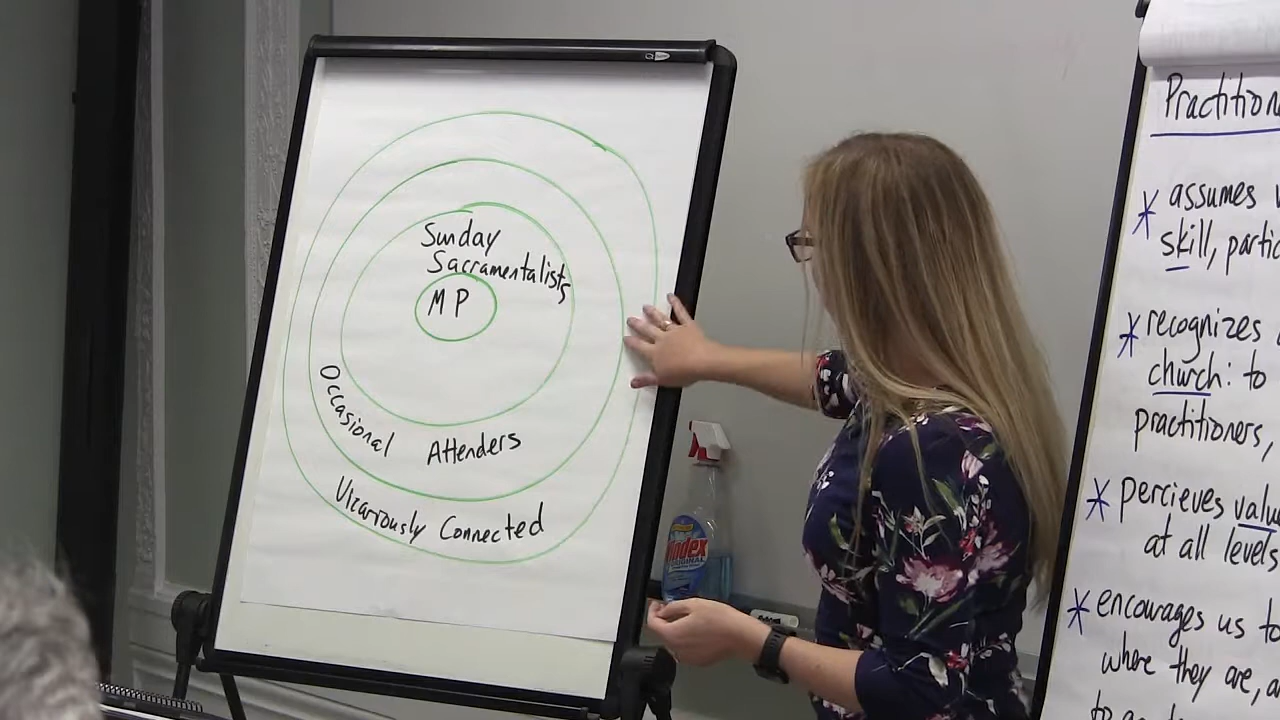 Sunday
Sacramentalists
MP
Occasional Attenders
Vicariously Connected
Windex
ORIGINAL
Practition
* assumes
skill, partic
* recognizes
church: to
practitioners,
* percieves valu
at all levels
* encourages us to
where they are, a